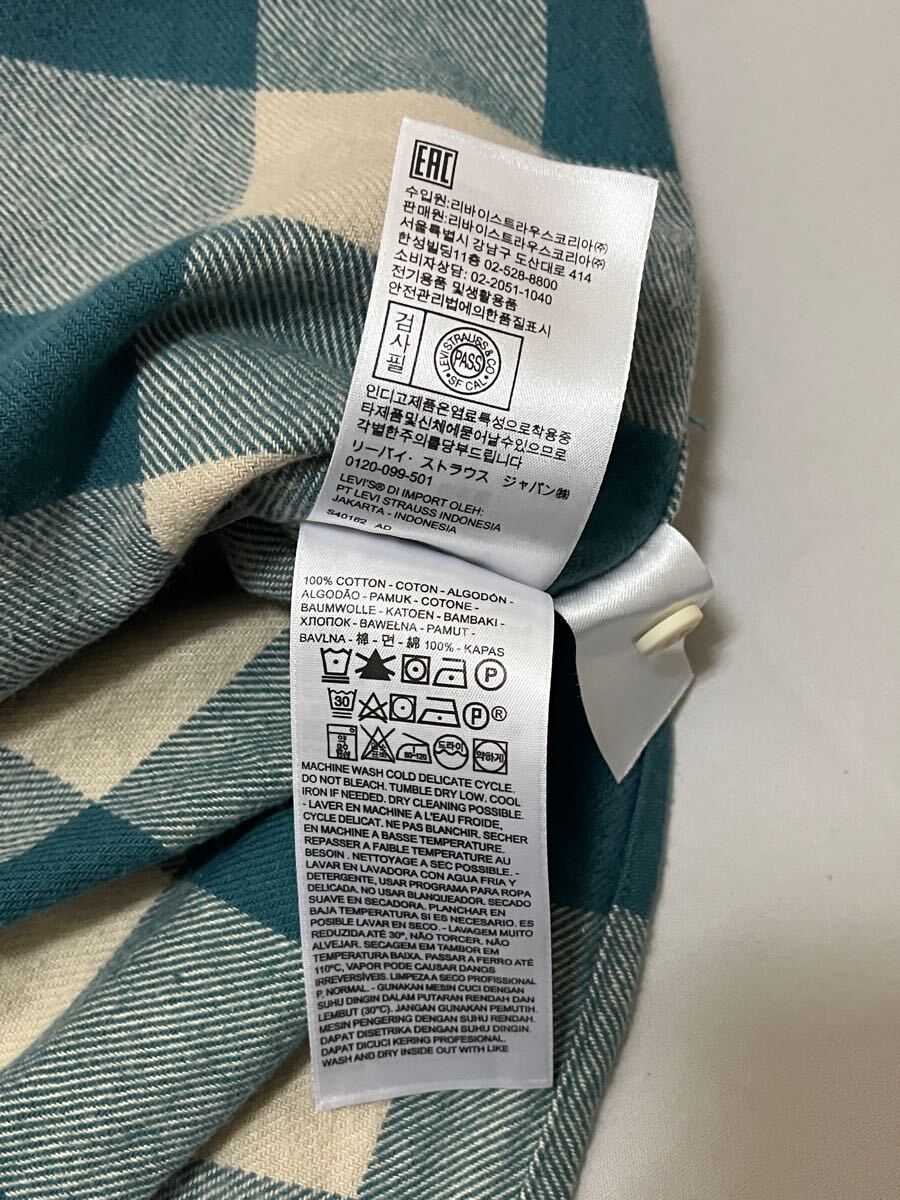 EAC
수입원:리바이스트라우스코리아㈜
판매원:리바이스트라우스코리아㈜
서울특별시 강남구 도산대로 414
한성빌딩11층 02-528-8800
소비자상담: 02-2051-1040
전기용품 및생활용품
안전관리법에의한품질표시
검사필
LEVI STRAUSS & CO
PASS
SF CAL
인디고제품은염료특성으로착용중
타제품및신체에묻어날수있으므로
각별한주의를당부드립니다
リーバイ・ストラウス ジャパン㈱
0120-099-501
LEVI'S® DI IMPORT OLEH:
PT LEVI STRAUSS INDONESIA
JAKARTA - INDONESIA
S40162 AD
100% COTTON - COTON - ALGODÓN -
ALGODÃO - PAMUK - COTONE -
BAUMWOLLE - KATOEN - BAMBAKI -
ХЛОПОК - BAWEŁNA - PAMUT -
BAVLNA - 棉 - 면 - 綿 100% - KAPAS
P
30 P ®
80-120 드라이 약하게
MACHINE WASH COLD DELICATE CYCLE.
DO NOT BLEACH. TUMBLE DRY LOW. COOL
IRON IF NEEDED. DRY CLEANING POSSIBLE.
- LAVER EN MACHINE A L'EAU FROIDE,
CYCLE DELICAT. NE PAS BLANCHIR. SECHER
EN MACHINE A BASSE TEMPERATURE.
REPASSER A FAIBLE TEMPERATURE AU
BESOIN . NETTOYAGE A SEC POSSIBLE. -
LAVAR EN LAVADORA CON AGUA FRIA Y
DETERGENTE, USAR PROGRAMA PARA ROPA
DELICADA. NO USAR BLANQUEADOR. SECADO
SUAVE EN SECADORA. PLANCHAR EN
BAJA TEMPERATURA SI ES NECESARIO. ES
POSIBLE LAVAR EN SECO. - LAVAGEM MUITO
REDUZIDA ATÉ 30º, NÃO TORCER. NÃO
ALVEJAR. SECAGEM EM TAMBOR EM
TEMPERATURA BAIXA. PASSAR A FERRO ATÉ
110°C, VAPOR PODE CAUSAR DANOS
IRREVERSÍVEIS. LIMPEZA A SECO PROFISSIONAL
P, NORMAL. - GUNAKAN MESIN CUCI DENGAN
SUHU DINGIN DALAM PUTARAN RENDAH DAN
LEMBUT (30°C). JANGAN GUNAKAN PEMUTIH.
MESIN PENGERING DENGAN SUHU RENDAH.
DAPAT DISETRIKA DENGAN SUHU DINGIN.
DAPAT DICUCI KERING PROFESIONAL.
WASH AND DRY INSIDE OUT WITH LIKE